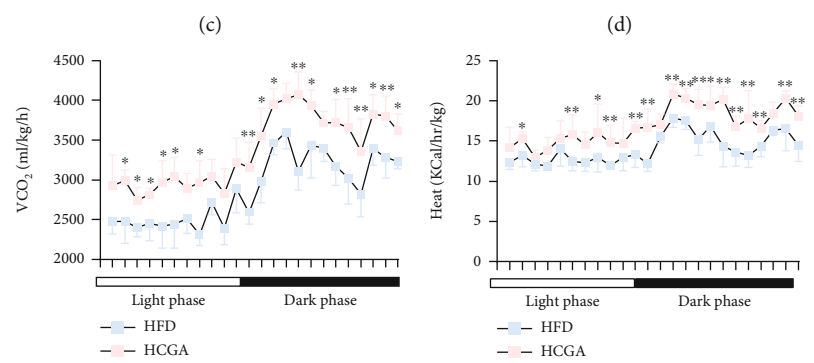 (c)
VCO2 (ml/kg/h)
4500
4000
3500
3000
2500
2000
* * * * * * * ** * * ** * * ** ** * ** *
Light phase
Dark phase
HFD
HCGA
(d)
Heat (KCal/hr/kg)
25
20
15
10
5
0
* ** * ** ** ** ** ** *** ** ** ** ** **
Light phase
Dark phase
HFD
HCGA